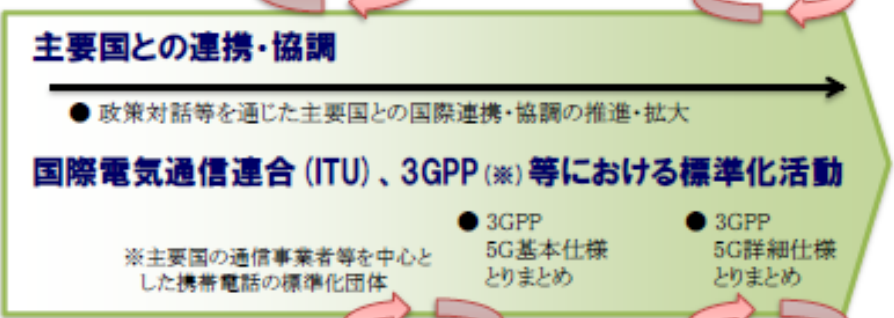 主要国との連携・協調
● 政策対話等を通じた主要国との国際連携・協調の推進・拡大
国際電気通信連合(ITU)、3GPP(※)等における標準化活動
※主要国の通信事業者等を中心と
した携帯電話の標準化団体
● 3GPP
5G基本仕様
とりまとめ
● 3GPP
5G詳細仕様
とりまとめ